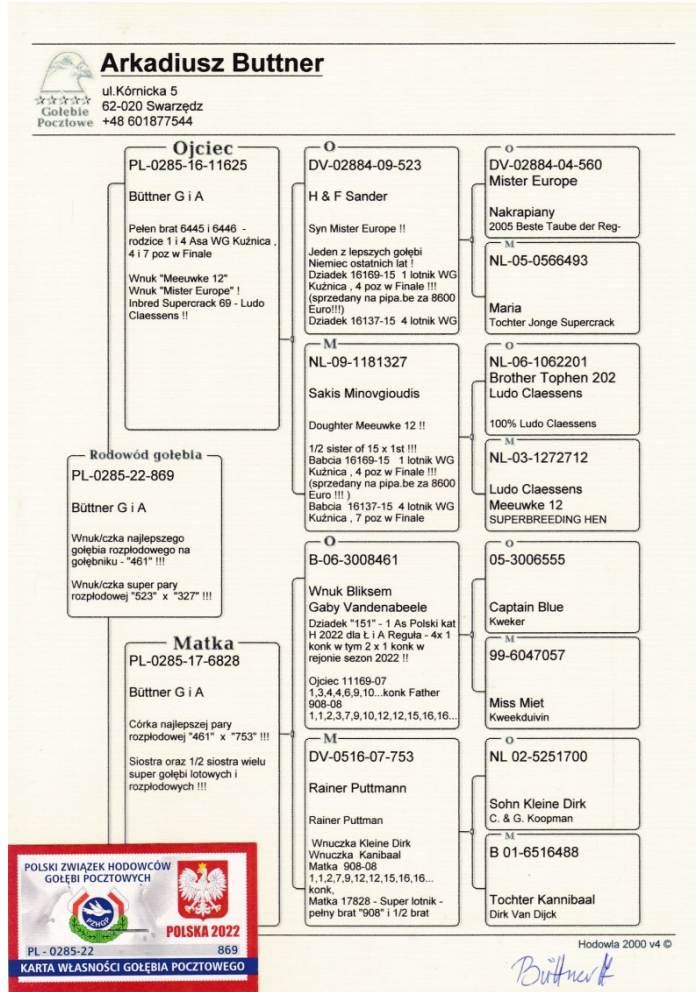 Arkadiusz Buttner
ul.Kórnicka 5
62-020 Swarzędz
+48 601877544
Gołębie
Pocztowe
Ojciec
PL-0285-16-11625
Büttner G i A
Pełen brat 6445 i 6446 -
rodzice 1 i 4 Asa WG Kuźnica ,
4 i 7 poz w Finale
Wnuk "Meeuwke 12"
Wnuk "Mister Europe" !
Inbred Supercrack 69 - Ludo
Claessens !!
Rodowód gołębia
PL-0285-22-869
Büttner G i A
Wnuk/czka najlepszego
gołębia rozpłodowego na
gołębniku - "461" !!!
Wnuk/czka super pary
rozpłodowej "523" x "327" !!!
Matka
PL-0285-17-6828
Büttner G i A
Córka najlepszej pary
rozpłodowej "461" x "753" !!!
Siostra oraz 1/2 siostra wielu
super gołębi lotowych i
rozpłodowych !!!
O
DV-02884-09-523
H & F Sander
Syn Mister Europe !!
Jeden z lepszych gołębi
Niemiec ostatnich lat !
Dziadek 16169-15 1 lotnik WG
Kuźnica , 4 poz w Finale !!!
(sprzedany na pipa.be za 8600
Euro!!!)
Dziadek 16137-15 4 lotnik WG
M
NL-09-1181327
Sakis Minovgioudis
Doughter Meeuwke 12 !!
1/2 sister of 15 x 1st !!!
Babcia 16169-15 1 lotnik WG
Kuźnica , 4 poz w Finale !!!
(sprzedany na pipa.be za 8600
Euro !!! )
Babcia 16137-15 4 lotnik WG
Kuźnica , 7 poz w Finale
O
B-06-3008461
Wnuk Bliksem
Gaby Vandenabeele
Dziadek "151" - 1 As Polski kat
H 2022 dla Ł i A Reguła - 4x 1
konk w tym 2 x 1 konk w
rejonie sezon 2022 !!
Ojciec 11169-07
1,3,4,4,6,9,10...konk Father
908-08
1,1,2,3,7,9,10,12,12,15,16,16...
M
DV-0516-07-753
Rainer Puttmann
Rainer Puttman
Wnuczka Kleine Dirk
Wnuczka Kanibaal
Matka 908-08
1,1,2,7,9,12,12,15,16,16...
konk,
Matka 17828 - Super lotnik -
pełny brat "908" i 1/2 brat
O
DV-02884-04-560
Mister Europe
Nakrapiany
2005 Beste Taube der Reg-
M
NL-05-0566493
Maria
Tochter Jonge Supercrack
O
NL-06-1062201
Brother Tophen 202
Ludo Claessens
100% Ludo Claessens
M
NL-03-1272712
Ludo Claessens
Meeuwke 12
SUPERBREEDING HEN
O
05-3006555
Captain Blue
Kweker
M
99-6047057
Miss Miet
Kweekduivin
O
NL 02-5251700
Sohn Kleine Dirk
C. & G. Koopman
M
B 01-6516488
Tochter Kannibaal
Dirk Van Dijck
POLSKI ZWIĄZEK HODOWCÓW
GOŁĘBI POCZTOWYCH
PZHGP
POLSKA 2022
PL - 0285-22 869
KARTA WŁASNOŚCI GOŁĘBIA POCZTOWEGO
Hodowla 2000 v4 ©
Büttner A